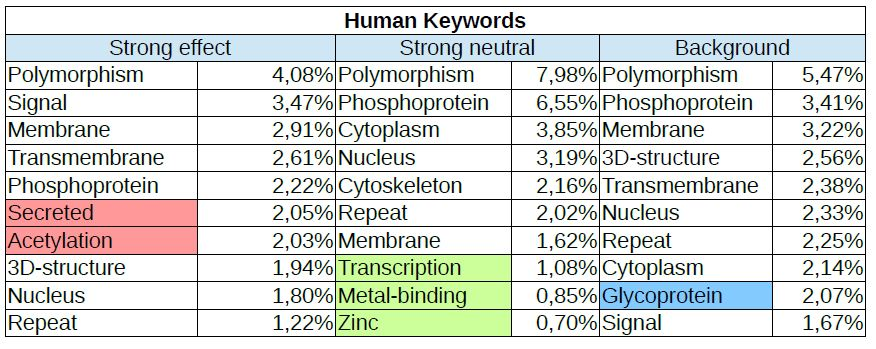 Human Keywords
Strong effect Strong neutral Background
Polymorphism 4,08% Polymorphism 7,98% Polymorphism 5,47%
Signal 3,47% Phosphoprotein 6,55% Phosphoprotein 3,41%
Membrane 2,91% Cytoplasm 3,85% Membrane 3,22%
Transmembrane 2,61% Nucleus 3,19% 3D-structure 2,56%
Phosphoprotein 2,22% Cytoskeleton 2,16% Transmembrane 2,38%
Secreted 2,05% Repeat 2,02% Nucleus 2,33%
Acetylation 2,03% Membrane 1,62% Repeat 2,25%
3D-structure 1,94% Transcription 1,08% Cytoplasm 2,14%
Nucleus 1,80% Metal-binding 0,85% Glycoprotein 2,07%
Repeat 1,22% Zinc 0,70% Signal 1,67%